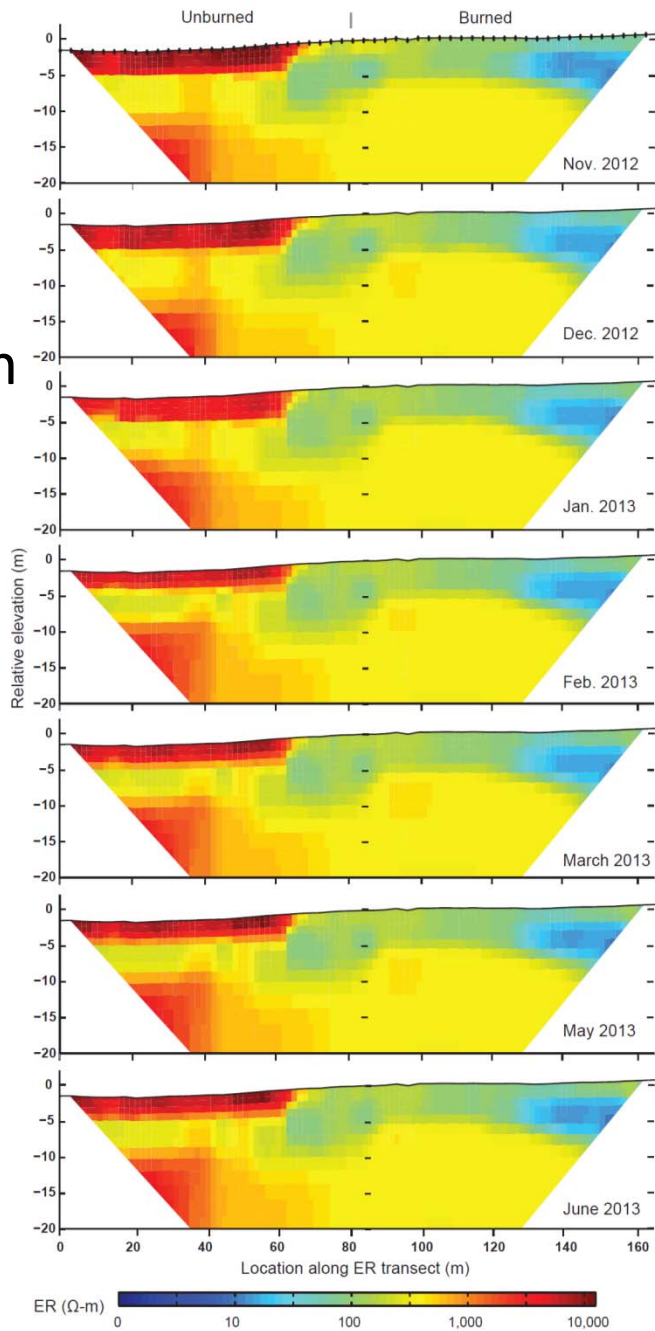 Unburned | Burned
0
−5
−10
−15
−20
Nov. 2012
0
−5
−10
−15
−20
Dec. 2012
n
0
−5
−10
−15
−20
Jan. 2013
Relative elevation (m)
0
−5
−10
−15
−20
Feb. 2013
0
−5
−10
−15
−20
March 2013
0
−5
−10
−15
−20
May 2013
0
−5
−10
−15
−20
June 2013
0 20 40 60 80 100 120 140 160
Location along ER transect (m)
ER (Ω-m)
0 10 100 1,000 10,000